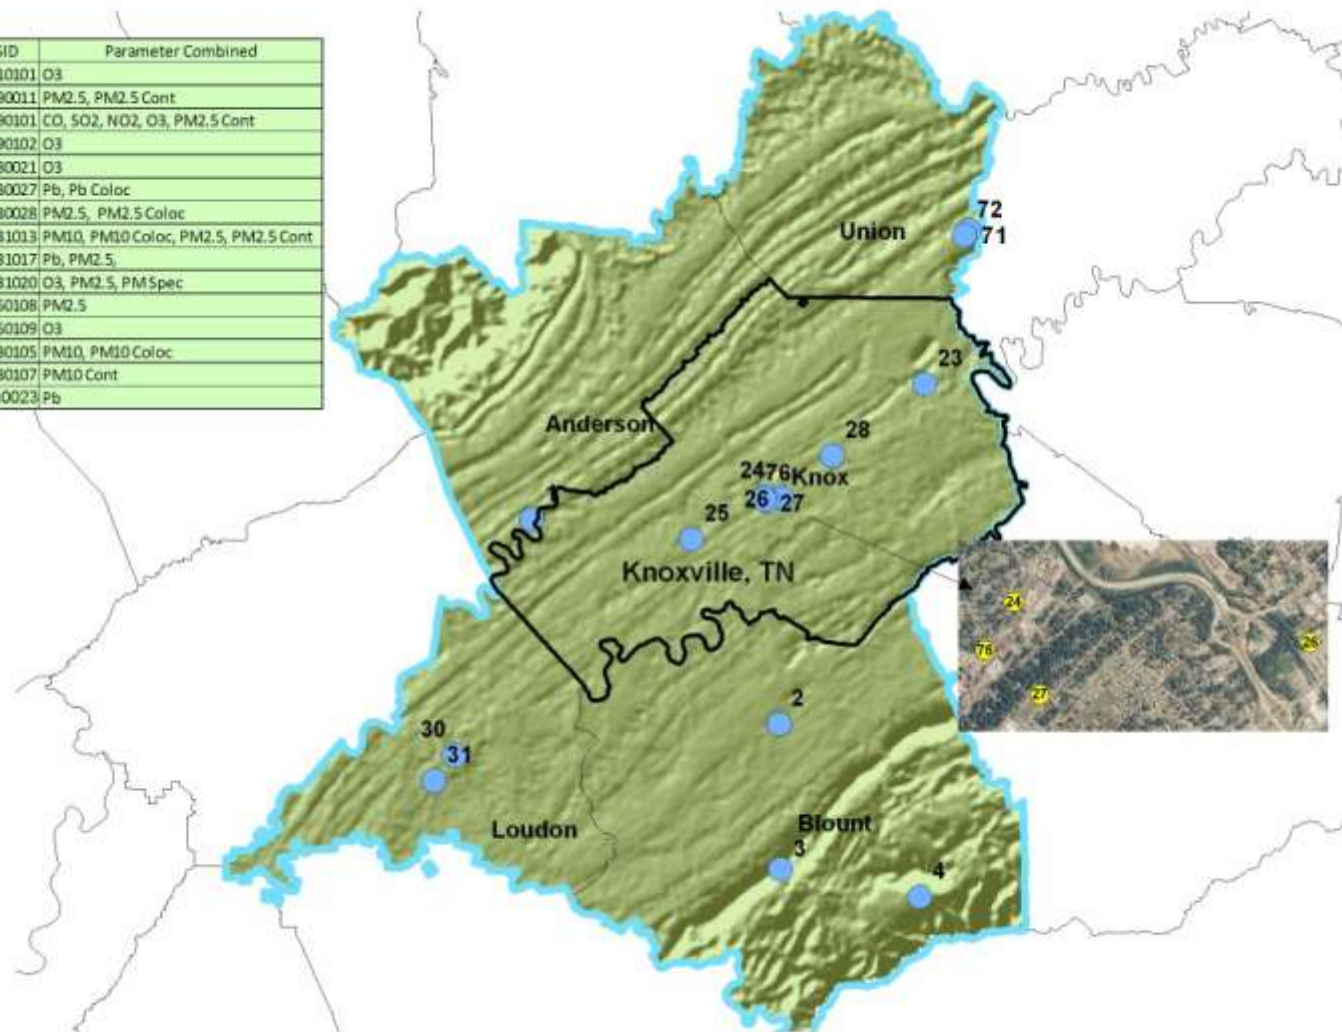 SID Parameter Combined
10101 O3
90011 PM2.5, PM2.5 Cont
90101 CO, SO2, NO2, O3, PM2.5 Cont
90102 O3
30021 O3
30027 Pb, Pb Coloc
30028 PM2.5, PM2.5 Coloc
31013 PM10, PM10 Coloc, PM2.5, PM2.5 Cont
31017 Pb, PM2.5,
31020 O3, PM2.5, PM Spec
50108 PM2.5
50109 O3
30105 PM10, PM10 Coloc
30107 PM10 Cont
0023 Pb
72
Union
71
23
Anderson
28
2476Knox
26 27
25
Knoxville, TN
24
76
26
27
2
30
31
Loudon
Blount
3
4